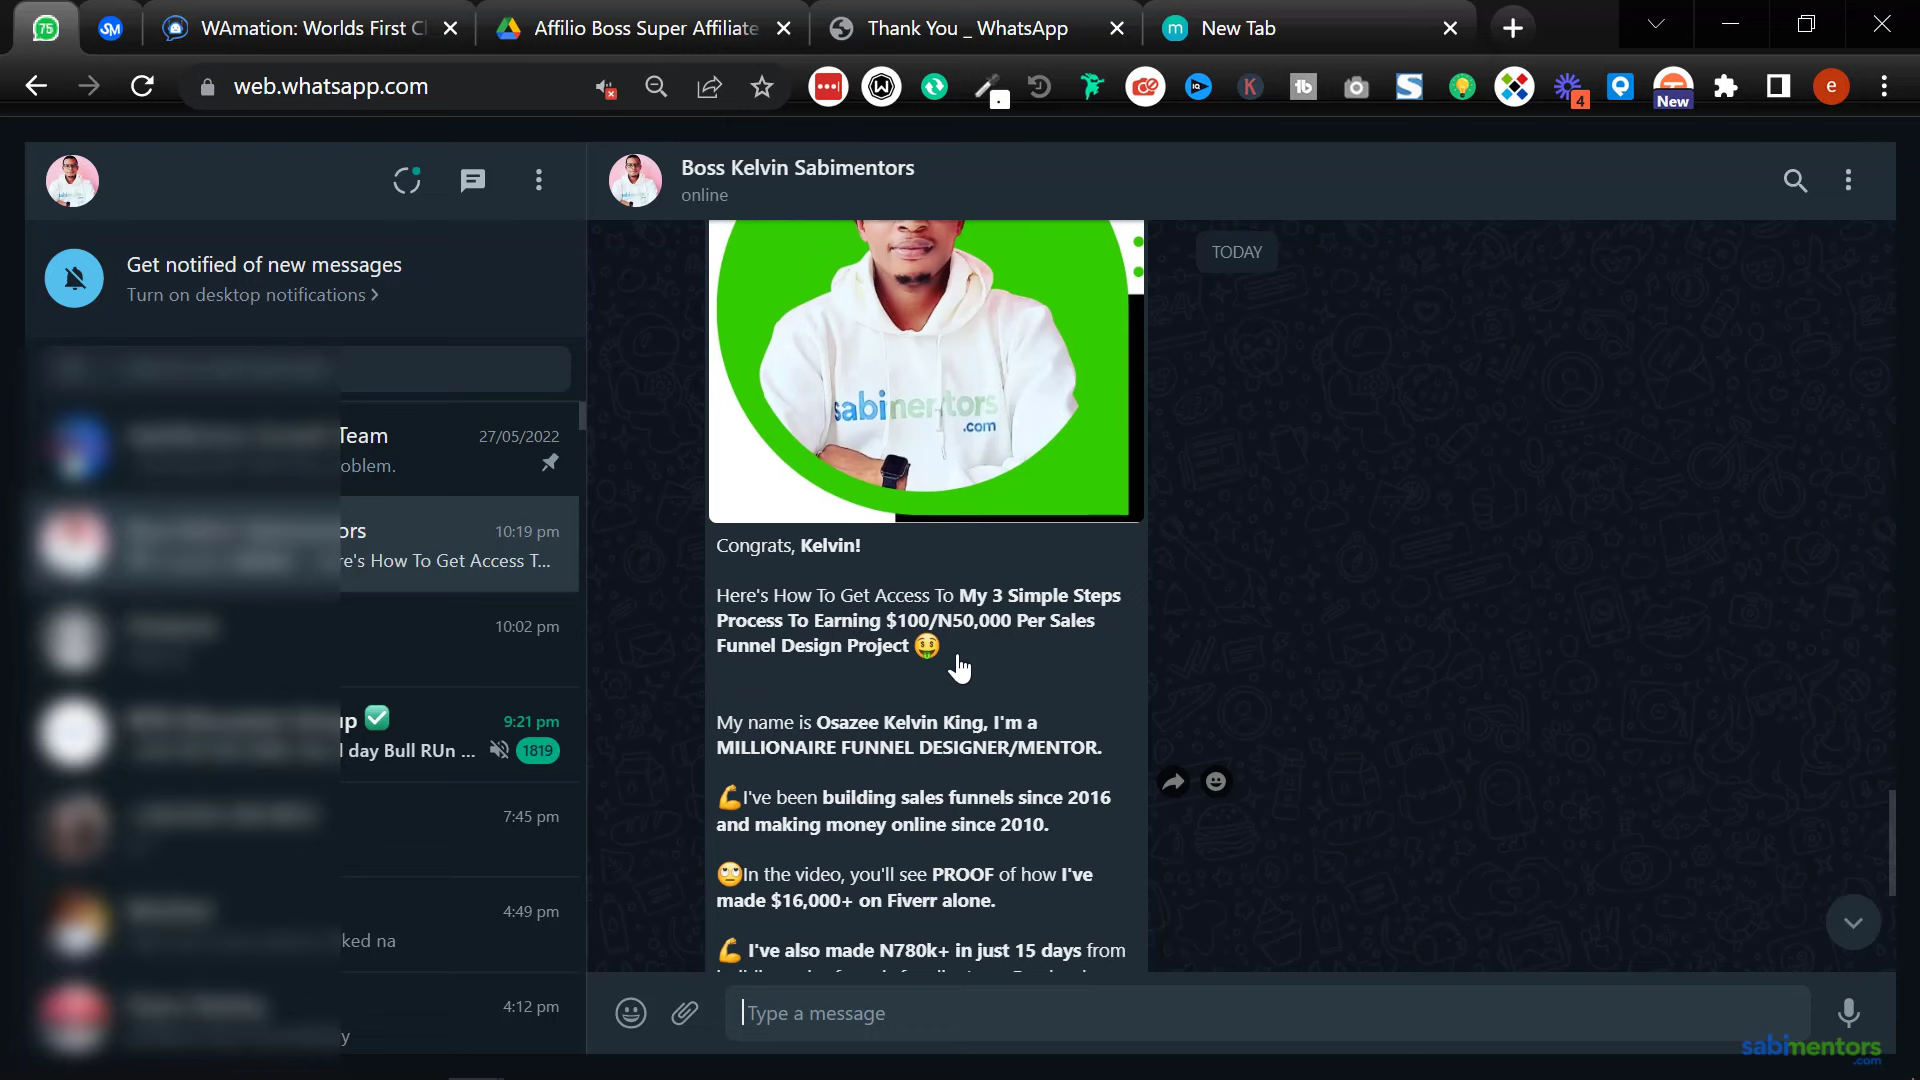 75
SM
WAmation: Worlds First Cl
Affilio Boss Super Affiliate
Thank You _ WhatsApp
m
New Tab
web.whatsapp.com
IQ
K
tb
S
4
New
e
Boss Kelvin Sabimentors
online
Get notified of new messages
Turn on desktop notifications
TODAY
sabimentors
.com
Team
27/05/2022
oblem.
ors
10:19 pm
re's How To Get Access T...
10:02 pm
up
9:21 pm
l day Bull RUn ...
1819
7:45 pm
4:49 pm
ked na
4:12 pm
y
Congrats, Kelvin!
Here's How To Get Access To My 3 Simple Steps
Process To Earning $100/N50,000 Per Sales
Funnel Design Project 🤑
My name is Osazee Kelvin King, I'm a
MILLIONAIRE FUNNEL DESIGNER/MENTOR.
💪I've been building sales funnels since 2016
and making money online since 2010.
🙄In the video, you'll see PROOF of how I've
made $16,000+ on Fiverr alone.
💪 I've also made N780k+ in just 15 days from
Type a message
sabimentors
.com